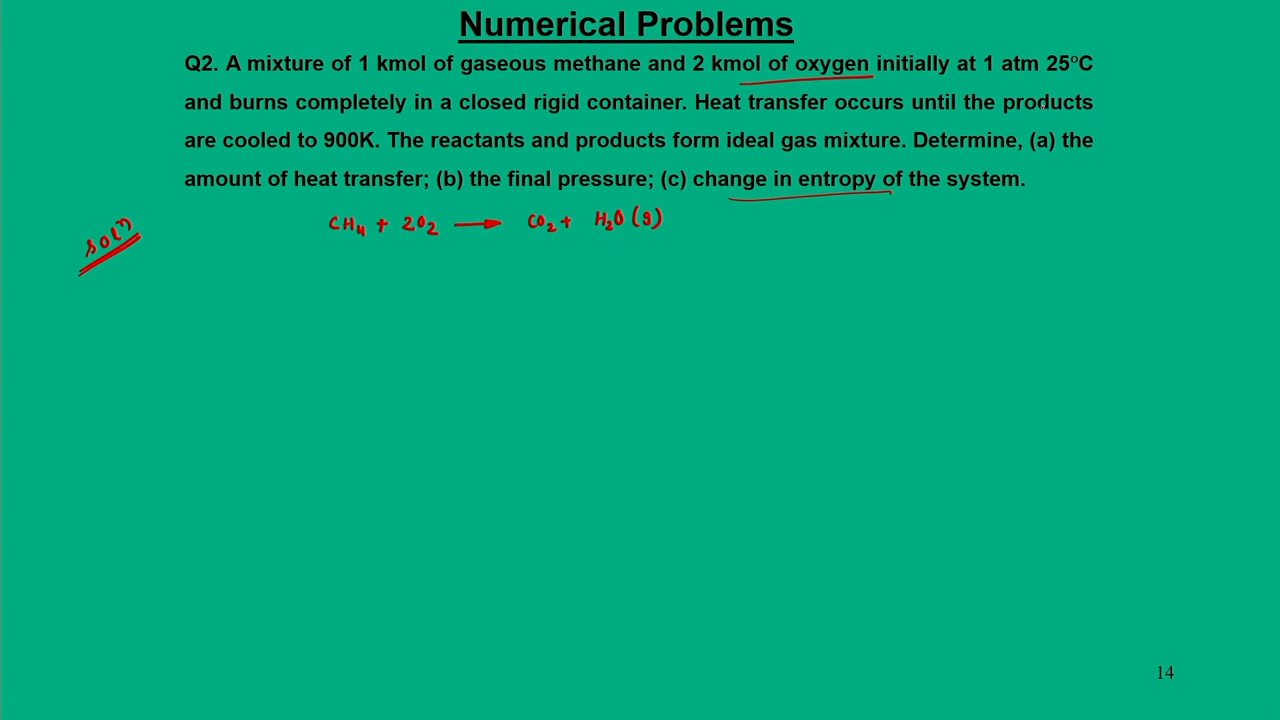 Numerical Problems
Q2. A mixture of 1 kmol of gaseous methane and 2 kmol of oxygen initially at 1 atm 25°C
and burns completely in a closed rigid container. Heat transfer occurs until the products
are cooled to 900K. The reactants and products form ideal gas mixture. Determine, (a) the
amount of heat transfer; (b) the final pressure; (c) change in entropy of the system.
CH₄ + 2O₂ ⟶ CO₂ + H₂O (g)
Solⁿ
14